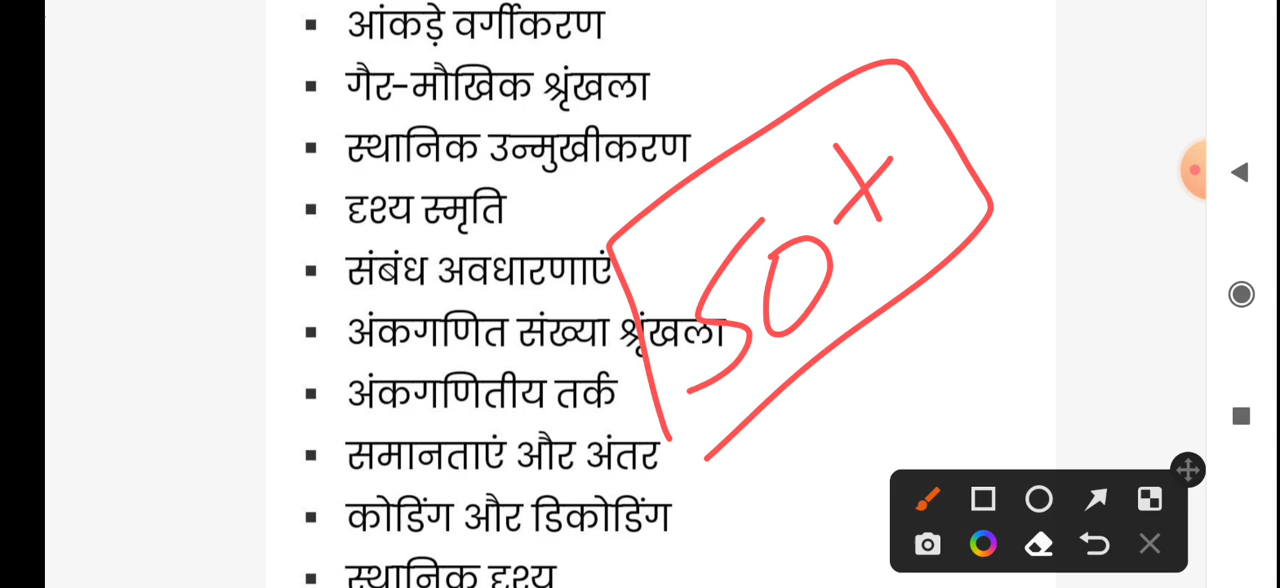 आंकड़े वर्गीकरण
गैर-मौखिक श्रृंखला
स्थानिक उन्मुखीकरण
दृश्य स्मृति
संबंध अवधारणाएं
अंकगणित संख्या श्रृंखला
अंकगणितीय तर्क
समानताएं और अंतर
कोडिंग और डिकोडिंग
स्थानिक दृश्य
50+